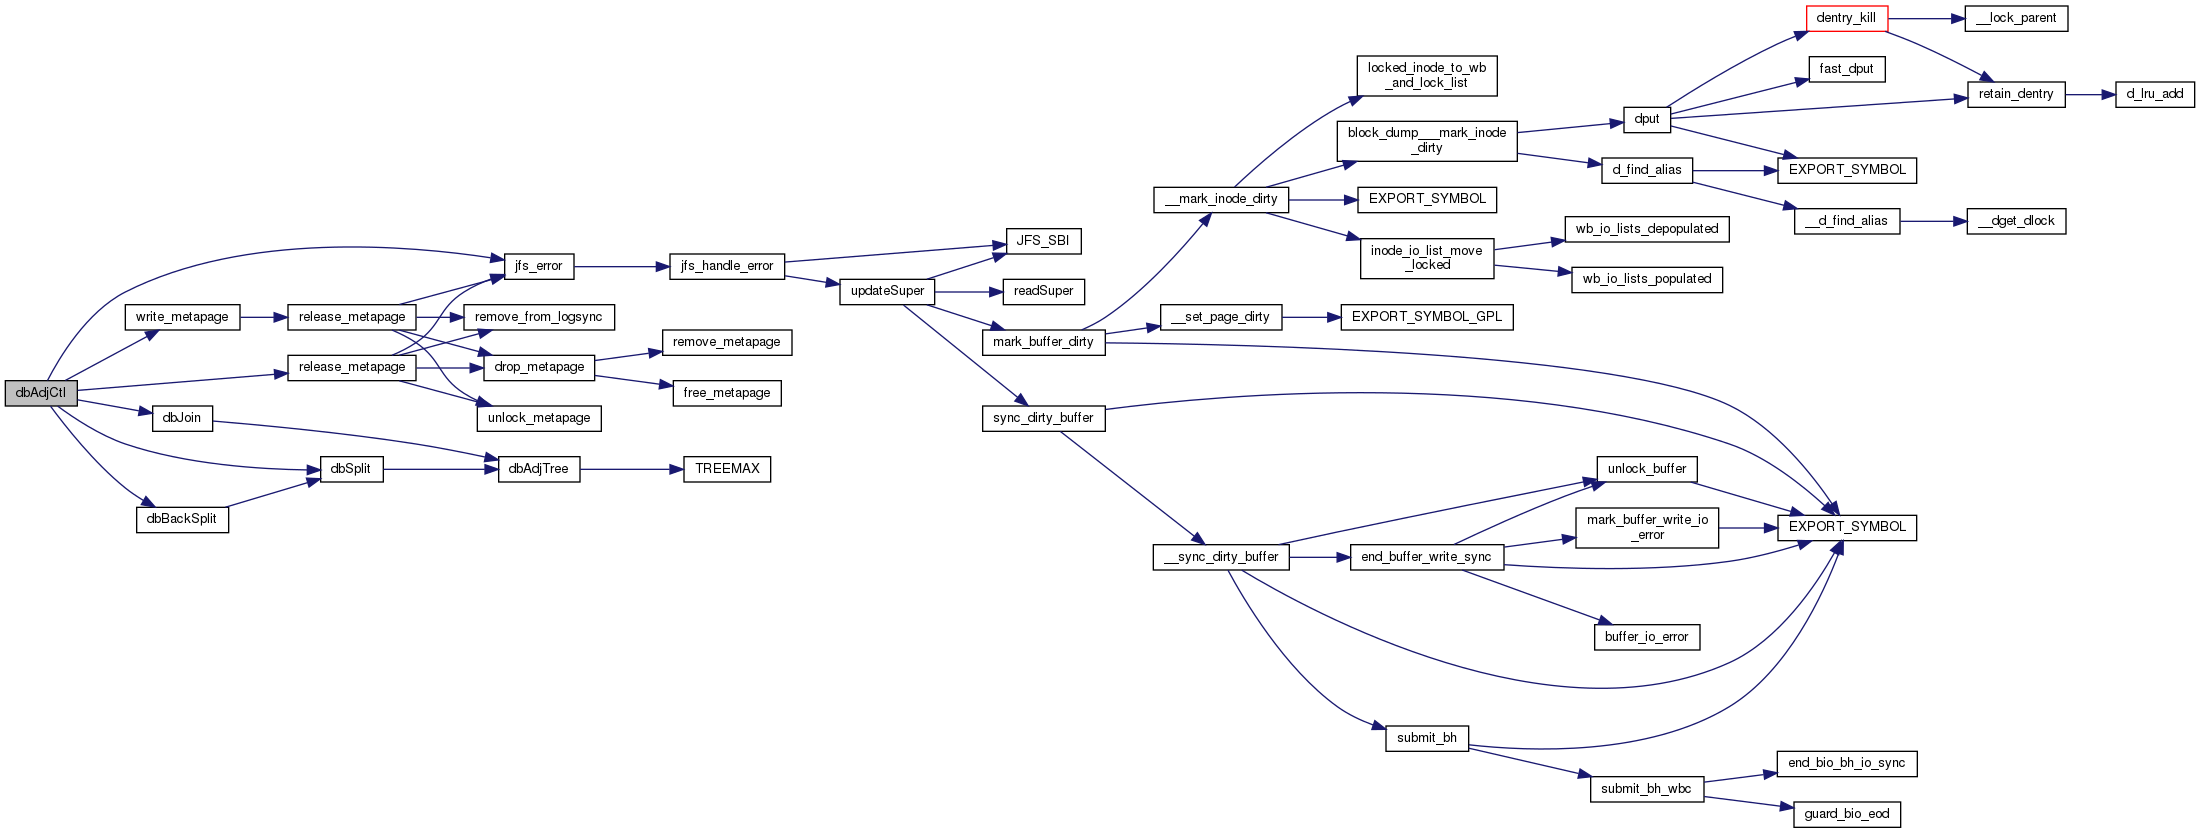 dbAdjCtl
write_metapage
dbJoin
dbBackSplit
release_metapage
release_metapage
dbSplit
jfs_error
remove_from_logsync
drop_metapage
unlock_metapage
dbAdjTree
jfs_handle_error
remove_metapage
free_metapage
TREEMAX
updateSuper
JFS_SBI
readSuper
mark_buffer_dirty
sync_dirty_buffer
__mark_inode_dirty
__set_page_dirty
__sync_dirty_buffer
locked_inode_to_wb
_and_lock_list
block_dump___mark_inode
_dirty
EXPORT_SYMBOL
inode_io_list_move
_locked
EXPORT_SYMBOL_GPL
end_buffer_write_sync
submit_bh
dput
d_find_alias
wb_io_lists_depopulated
wb_io_lists_populated
unlock_buffer
mark_buffer_write_io
_error
buffer_io_error
submit_bh_wbc
dentry_kill
fast_dput
EXPORT_SYMBOL
__d_find_alias
EXPORT_SYMBOL
end_bio_bh_io_sync
guard_bio_eod
__lock_parent
retain_dentry
__dget_dlock
d_lru_add